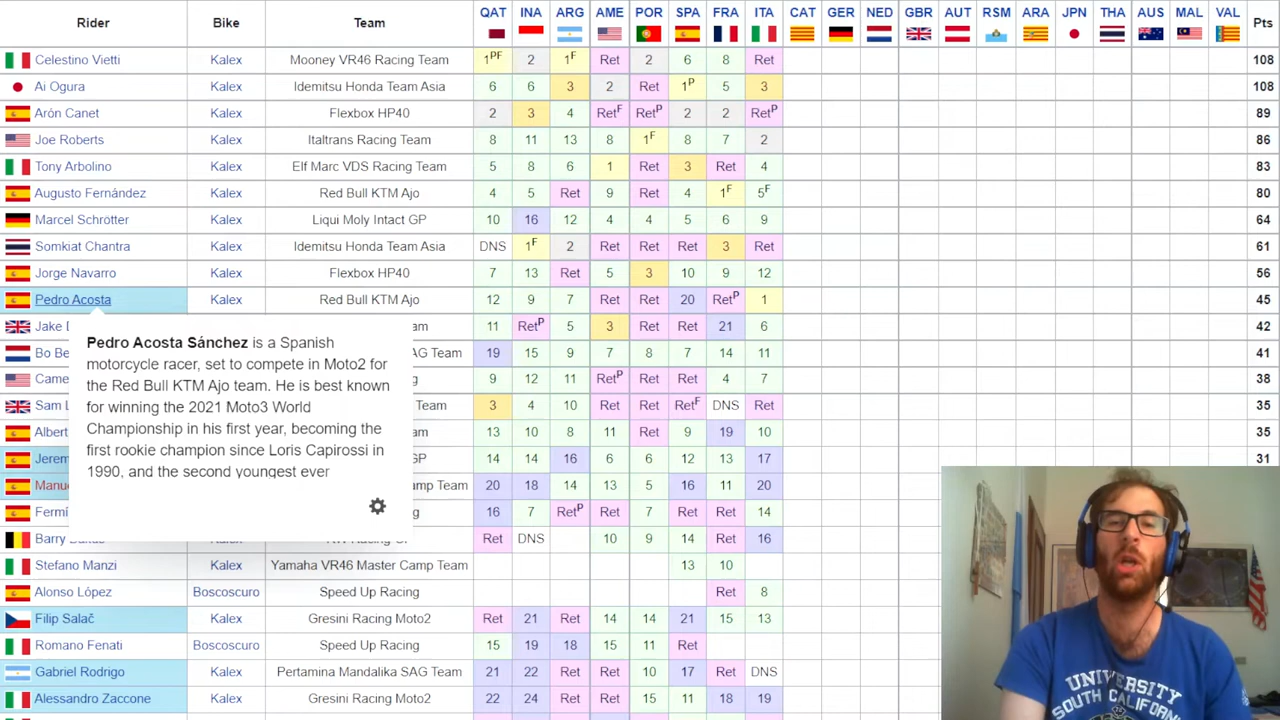 Rider Bike Team QAT INA ARG AME POR SPA FRA ITA CAT GER NED GBR AUT RSM ARA JPN THA AUS MAL VAL Pts
Celestino Vietti Kalex Mooney VR46 Racing Team 1PF 2 1F Ret 2 6 8 Ret 108
Ai Ogura Kalex Idemitsu Honda Team Asia 6 6 3 2 Ret 1P 5 3 108
Arón Canet Kalex Flexbox HP40 2 3 4 RetF RetP 2 2 RetP 89
Joe Roberts Kalex Italtrans Racing Team 8 11 13 8 1F 8 7 2 86
Tony Arbolino Kalex Elf Marc VDS Racing Team 5 8 6 1 Ret 3 Ret 4 83
Augusto Fernández Kalex Red Bull KTM Ajo 4 5 Ret 9 Ret 4 1F 5F 80
Marcel Schrötter Kalex Liqui Moly Intact GP 10 16 12 4 4 5 6 9 64
Somkiat Chantra Kalex Idemitsu Honda Team Asia DNS 1F 2 Ret Ret Ret 3 Ret 61
Jorge Navarro Kalex Flexbox HP40 7 13 Ret 5 3 10 9 12 56
Pedro Acosta Kalex Red Bull KTM Ajo 12 9 7 Ret Ret 20 RetP 1 45
Jake am 11 RetP 5 3 Ret Ret 21 6 42
Bo Be AG Team 19 15 9 7 8 7 14 11 41
Came g 9 12 11 RetP Ret Ret 4 7 38
Sam L Team 3 4 10 Ret Ret RetF DNS Ret 35
Albert am 13 10 8 11 Ret 9 19 10 35
Jerem GP 14 14 16 6 6 12 13 17 31
Manu amp Team 20 18 14 13 5 16 11 20
Fermí g 16 7 RetP Ret 7 Ret Ret 14
Barry Ret DNS 10 9 14 Ret 16
Pedro Acosta Sánchez is a Spanish
motorcycle racer, set to compete in Moto2 for
the Red Bull KTM Ajo team. He is best known
for winning the 2021 Moto3 World
Championship in his first year, becoming the
first rookie champion since Loris Capirossi in
1990, and the second youngest ever
Stefano Manzi Kalex Yamaha VR46 Master Camp Team 13 10
Alonso López Boscoscuro Speed Up Racing Ret 8
Filip Salač Kalex Gresini Racing Moto2 Ret 21 Ret 14 14 21 15 13
Romano Fenati Boscoscuro Speed Up Racing 15 19 18 15 11 Ret
Gabriel Rodrigo Kalex Pertamina Mandalika SAG Team 21 22 Ret Ret 10 17 Ret DNS
Alessandro Zaccone Kalex Gresini Racing Moto2 22 24 Ret Ret 15 11 18 19
UNIVERSITY
SOUTH CALIFORNIA